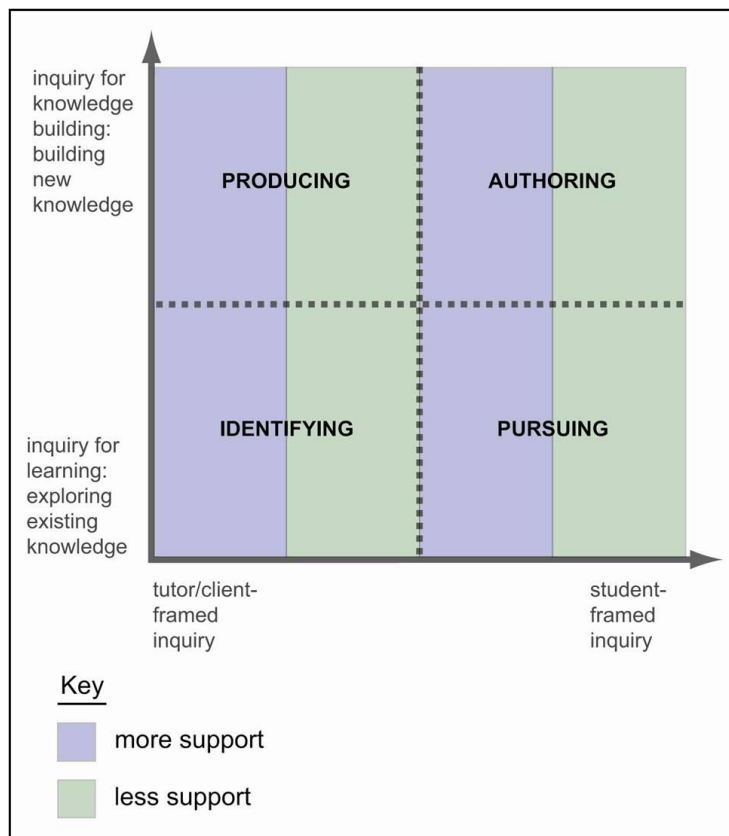 inquiry for
knowledge
building:
building
new
knowledge
PRODUCING
AUTHORING
IDENTIFYING
PURSUING
inquiry for
learning:
exploring
existing
knowledge
tutor/client-
framed
inquiry
student-
framed
inquiry
Key
more support
less support